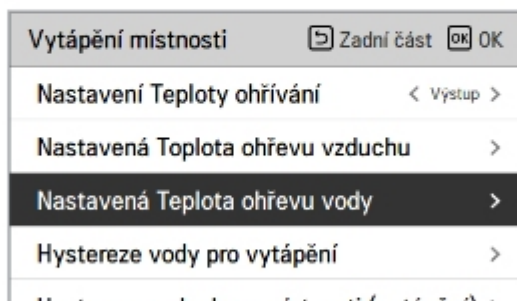 Vytápění místnosti Zadní část OK OK
Nastavení Teploty ohřívání < Výstup >
Nastavená Toplota ohřevu vzduchu >
Nastavená Teplota ohřevu vody >
Hystereze vody pro vytápění >